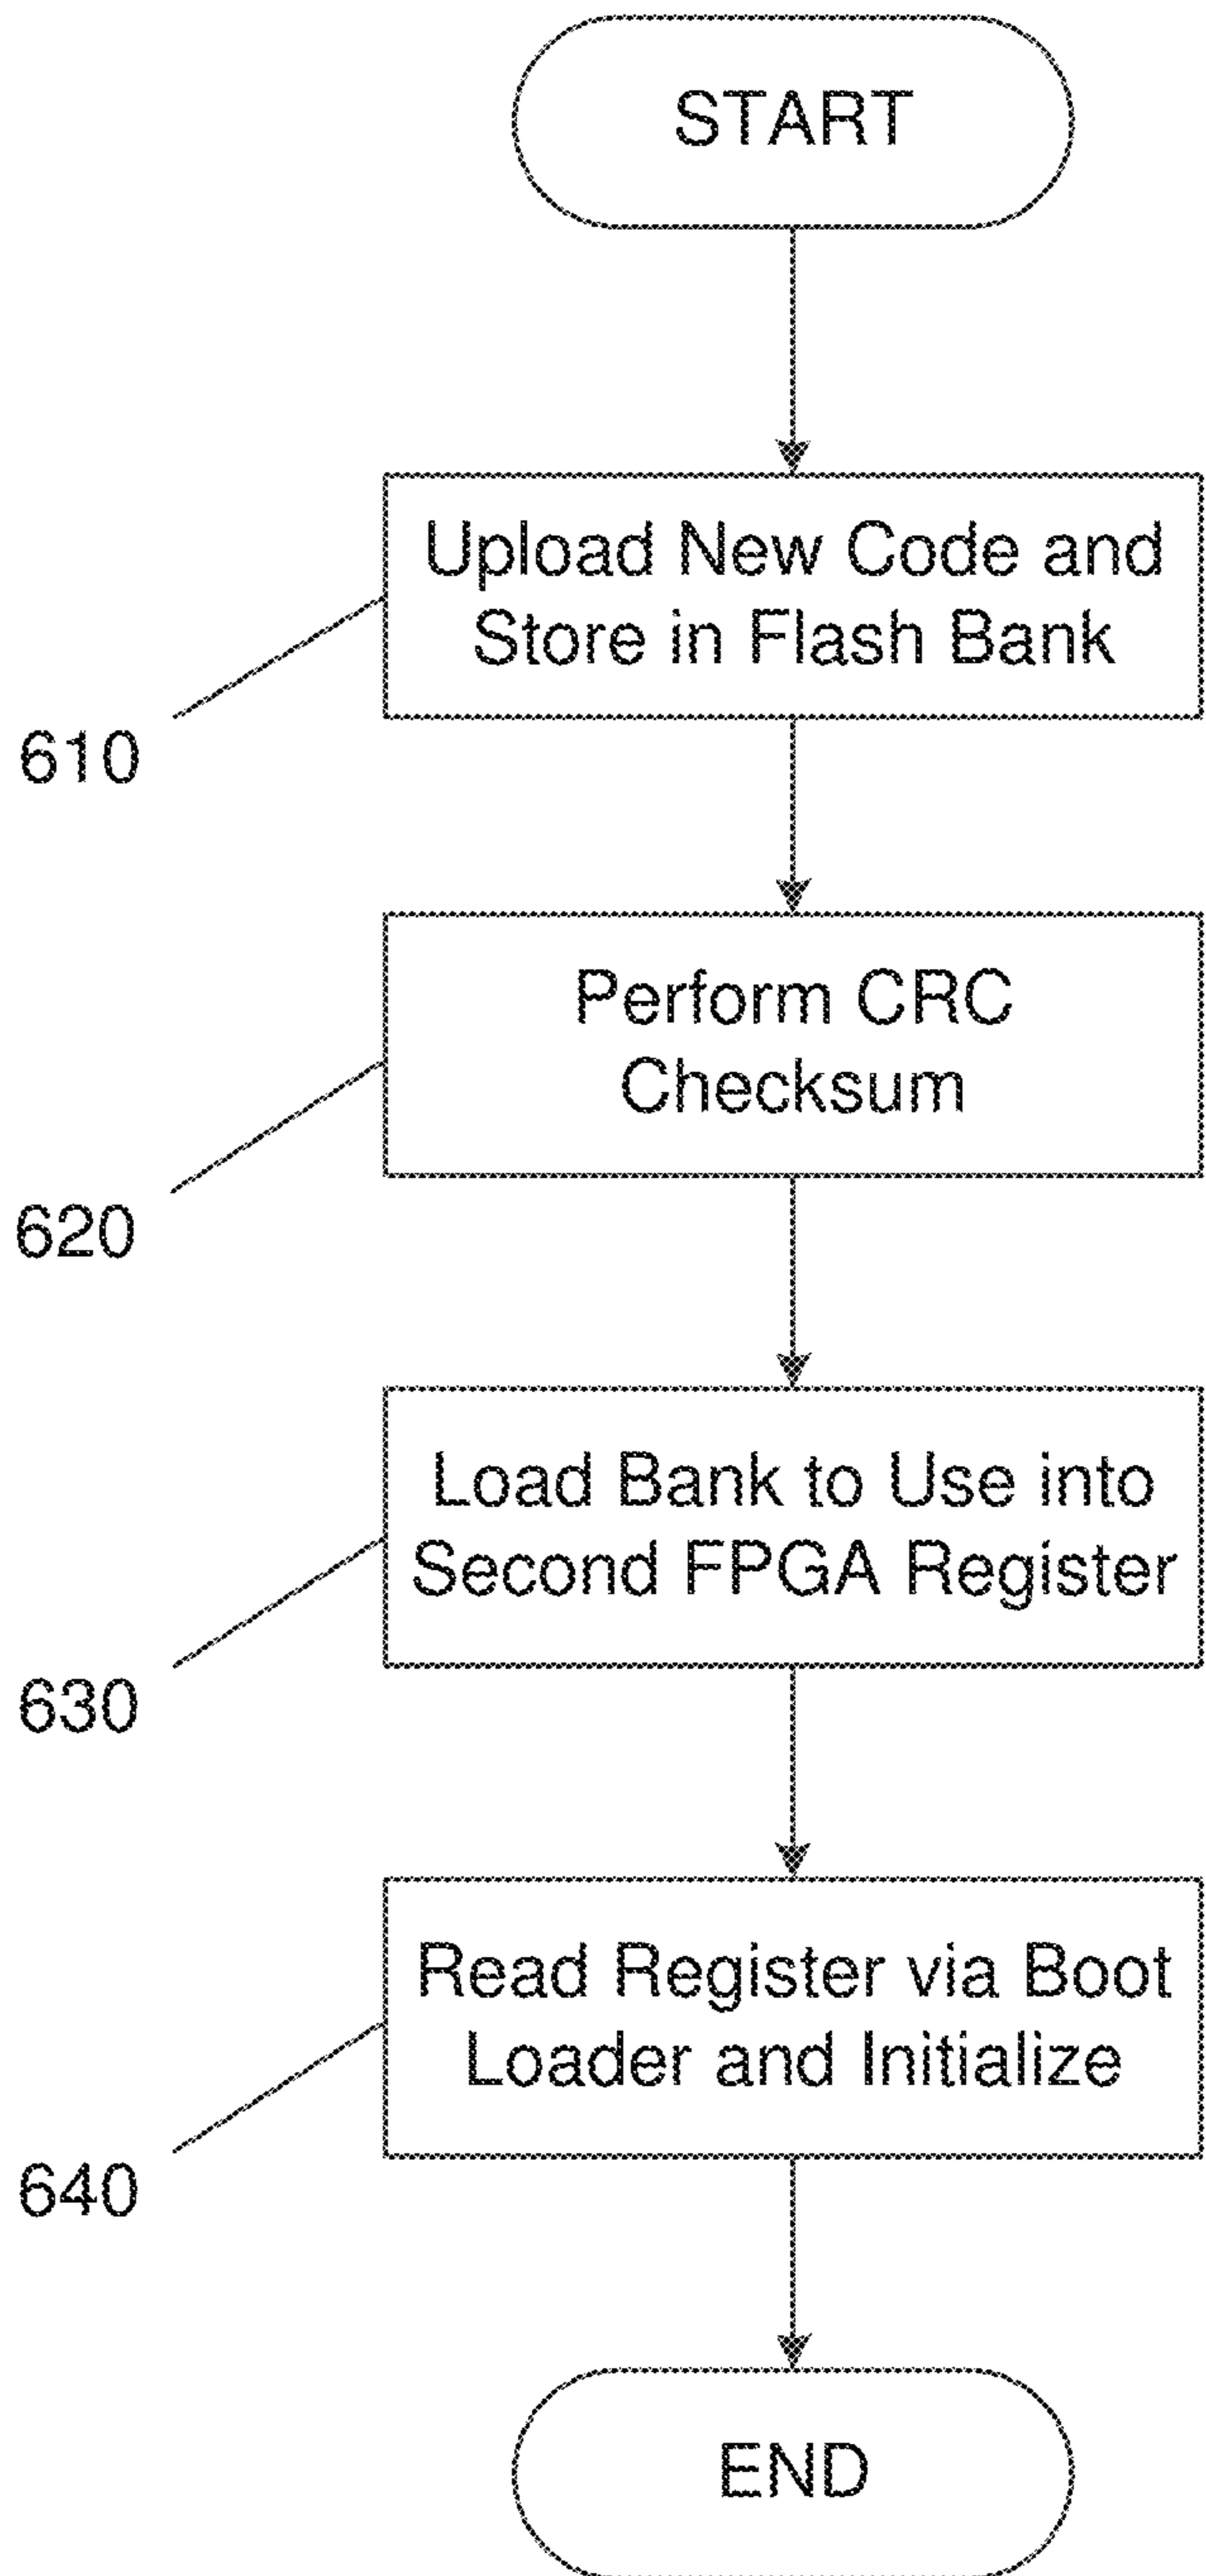 START
Upload New Code and
Store in Flash Bank
610
Perform CRC
Checksum
620
Load Bank to Use into
Second FPGA Register
630
Read Register via Boot
Loader and Initialize
640
END